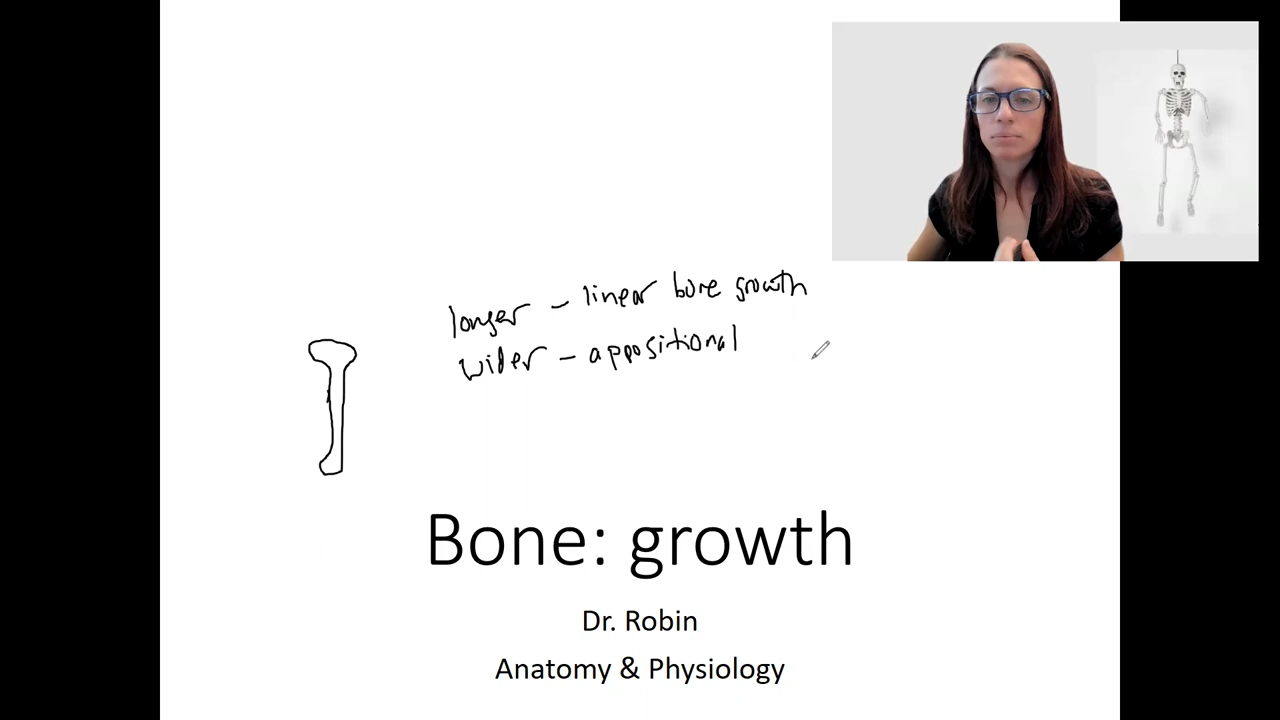 longer – linear bone growth
wider – appositional
Bone: growth
Dr. Robin
Anatomy & Physiology